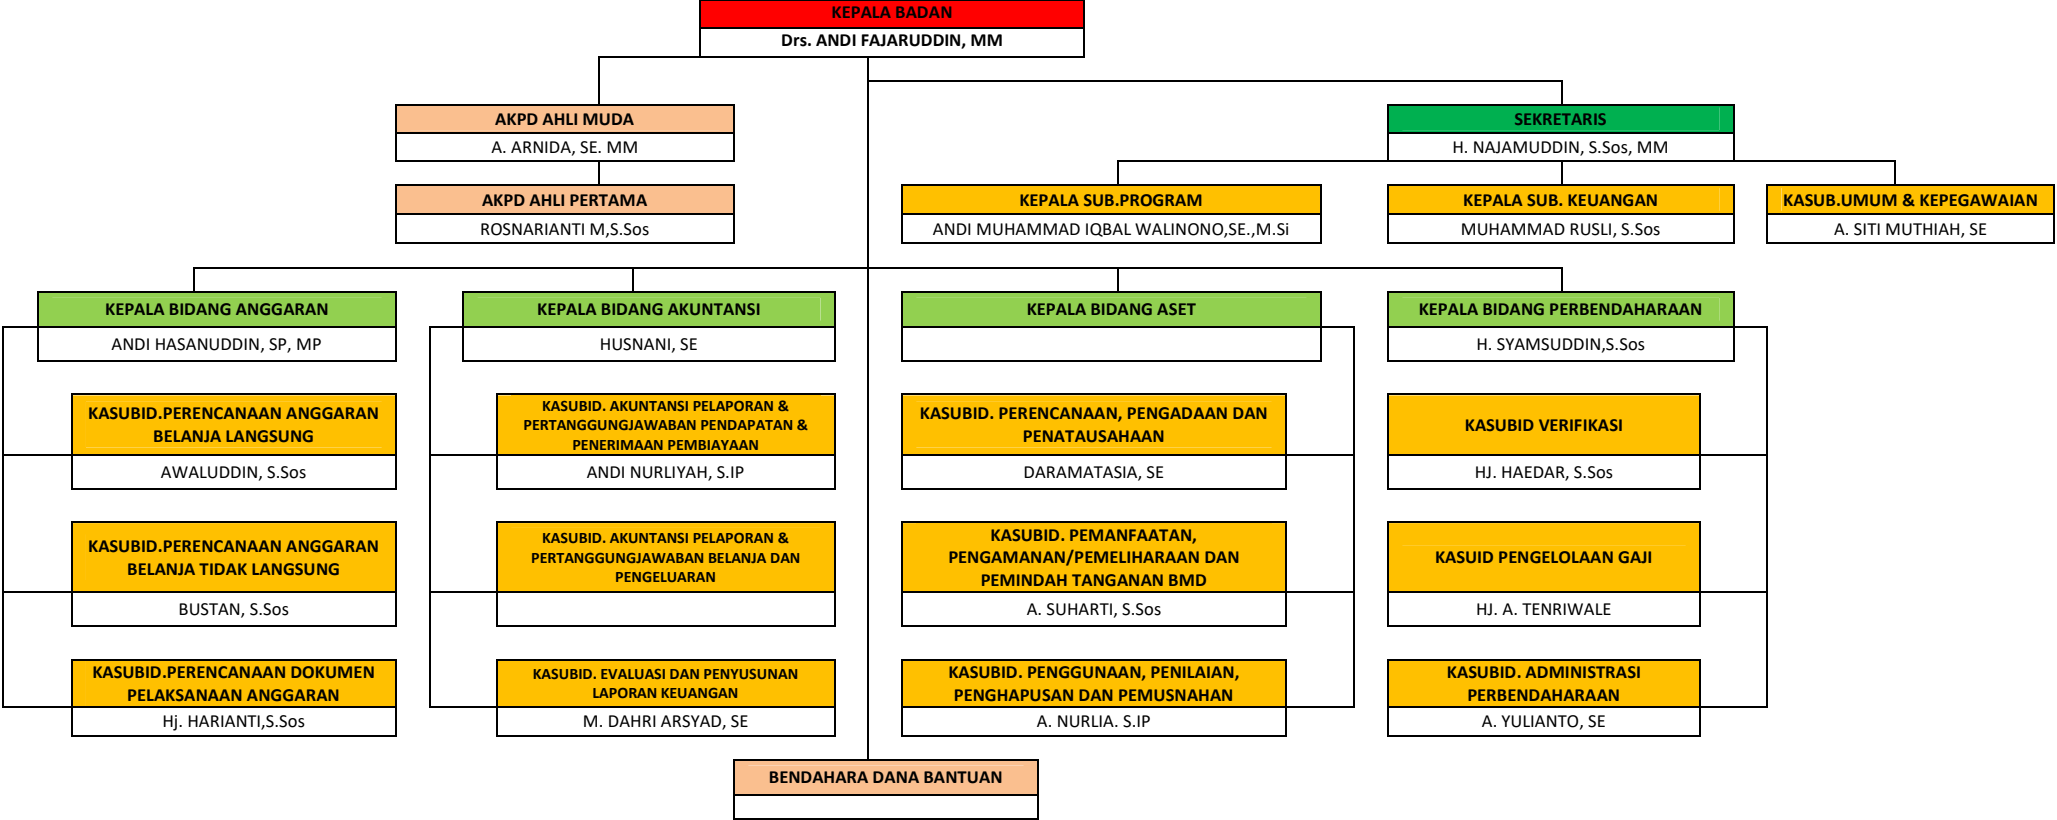 KEPALA BADAN
Drs. ANDI FAJARUDDIN, MM
AKPD AHLI MUDA
A. ARNIDA, SE. MM
SEKRETARIS
H. NAJAMUDDIN, S.Sos, MM
AKPD AHLI PERTAMA
ROSNARIANTI M,S.Sos
KEPALA SUB.PROGRAM
ANDI MUHAMMAD IQBAL WALINONO,SE.,M.Si
KEPALA SUB. KEUANGAN
MUHAMMAD RUSLI, S.Sos
KASUB.UMUM & KEPEGAWAIAN
A. SITI MUTHIAH, SE
KEPALA BIDANG ANGGARAN
ANDI HASANUDDIN, SP, MP
KEPALA BIDANG AKUNTANSI
HUSNANI, SE
KEPALA BIDANG ASET
KEPALA BIDANG PERBENDAHARAAN
H. SYAMSUDDIN,S.Sos
KASUBID.PERENCANAAN ANGGARAN
BELANJA LANGSUNG
AWALUDDIN, S.Sos
KASUBID. AKUNTANSI PELAPORAN &
PERTANGGUNGJAWABAN PENDAPATAN &
PENERIMAAN PEMBIAYAAN
ANDI NURLIYAH, S.IP
KASUBID. PERENCANAAN, PENGADAAN DAN
PENATAUSAHAAN
DARAMATASIA, SE
KASUBID VERIFIKASI
HJ. HAEDAR, S.Sos
KASUBID.PERENCANAAN ANGGARAN
BELANJA TIDAK LANGSUNG
BUSTAN, S.Sos
KASUBID. AKUNTANSI PELAPORAN &
PERTANGGUNGJAWABAN BELANJA DAN
PENGELUARAN
KASUBID. PEMANFAATAN,
PENGAMANAN/PEMELIHARAAN DAN
PEMINDAH TANGANAN BMD
A. SUHARTI, S.Sos
KASUID PENGELOLAAN GAJI
HJ. A. TENRIWALE
KASUBID.PERENCANAAN DOKUMEN
PELAKSANAAN ANGGARAN
Hj. HARIANTI,S.Sos
KASUBID. EVALUASI DAN PENYUSUNAN
LAPORAN KEUANGAN
M. DAHRI ARSYAD, SE
KASUBID. PENGGUNAAN, PENILAIAN,
PENGHAPUSAN DAN PEMUSNAHAN
A. NURLIA. S.IP
KASUBID. ADMINISTRASI
PERBENDAHARAAN
A. YULIANTO, SE
BENDAHARA DANA BANTUAN